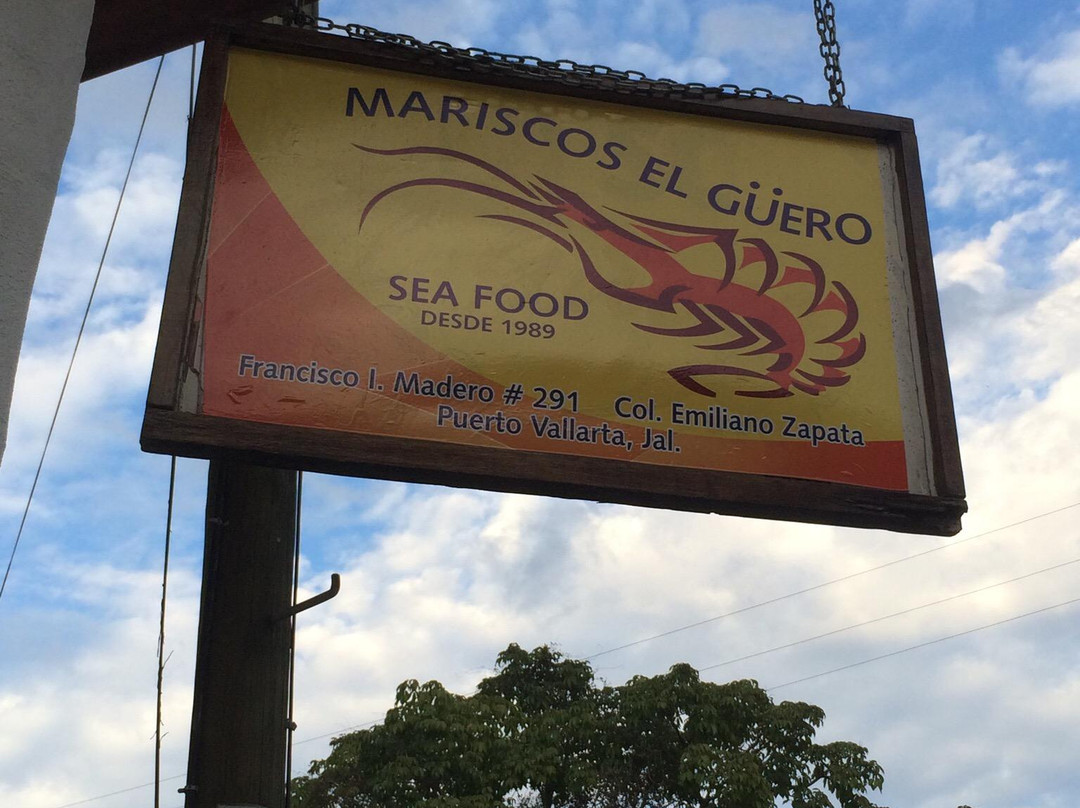 MARISCOS EL GÜERO
SEA FOOD
DESDE 1989
Francisco I. Madero # 291 Col. Emiliano Zapata
Puerto Vallarta, Jal.